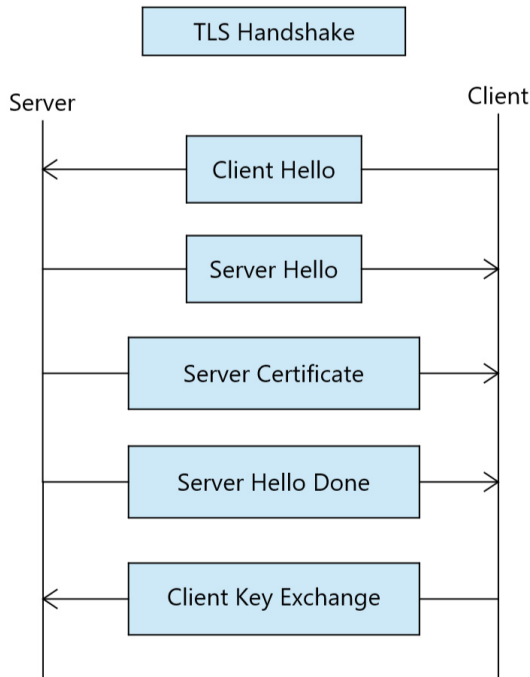 TLS Handshake
Server
Client
Client Hello
Server Hello
Server Certificate
Server Hello Done
Client Key Exchange